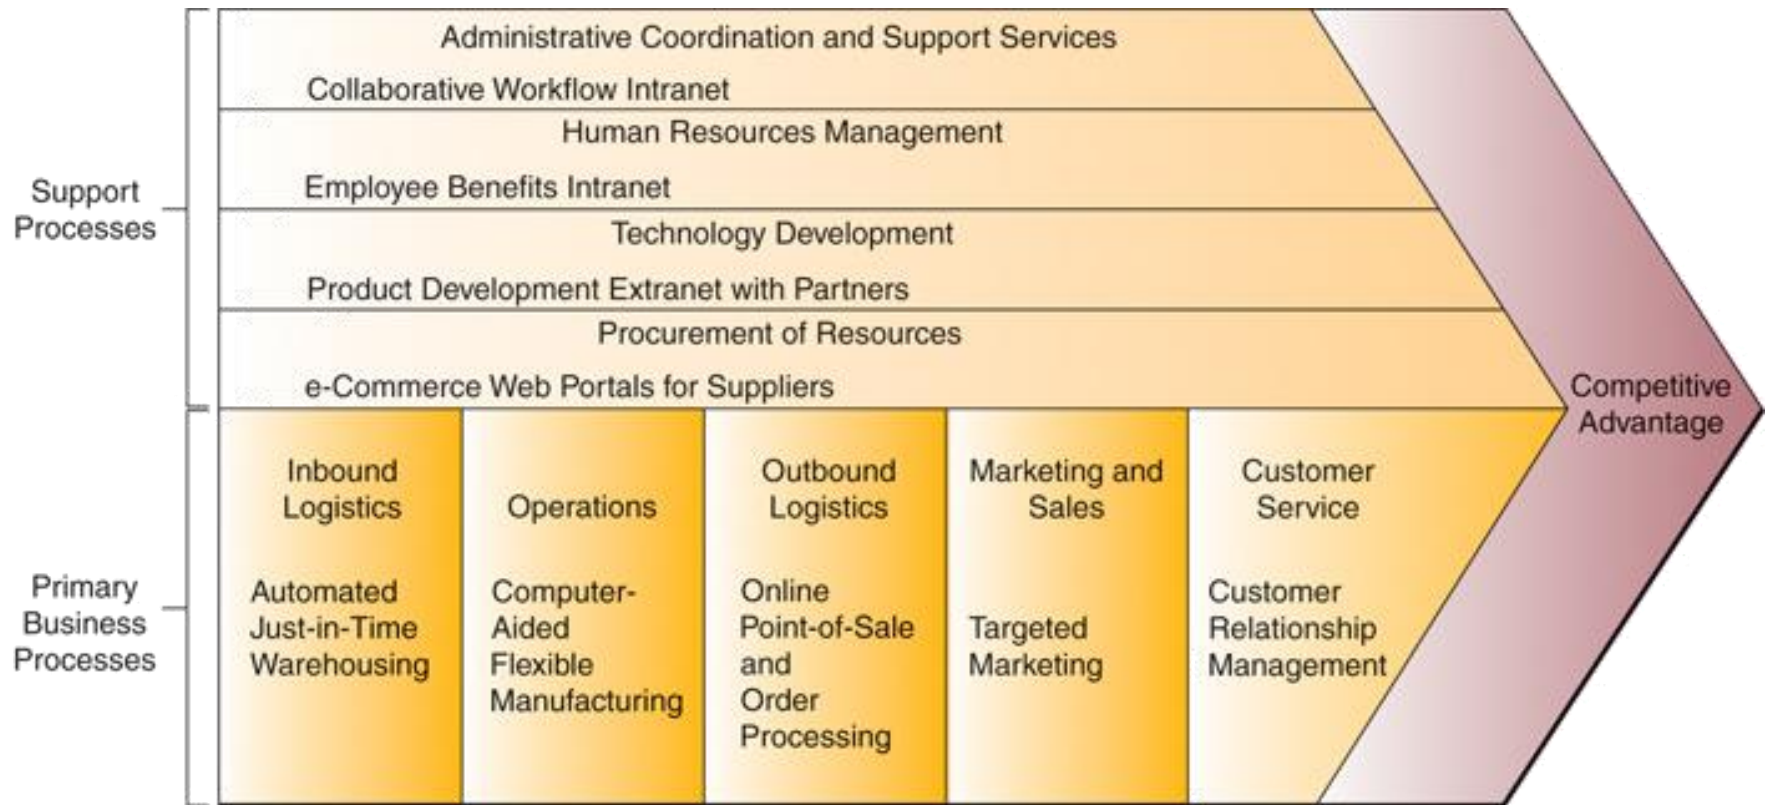 Administrative Coordination and Support Services
Collaborative Workflow Intranet
Human Resources Management
Employee Benefits Intranet
Technology Development
Product Development Extranet with Partners
Procurement of Resources
e-Commerce Web Portals for Suppliers
Support
Processes
Competitive
Advantage
Inbound
Logistics
Automated
Just-in-Time
Warehousing
Operations
Computer-
Aided
Flexible
Manufacturing
Outbound
Logistics
Online
Point-of-Sale
and
Order
Processing
Marketing and
Sales
Targeted
Marketing
Customer
Service
Customer
Relationship
Management
Primary
Business
Processes